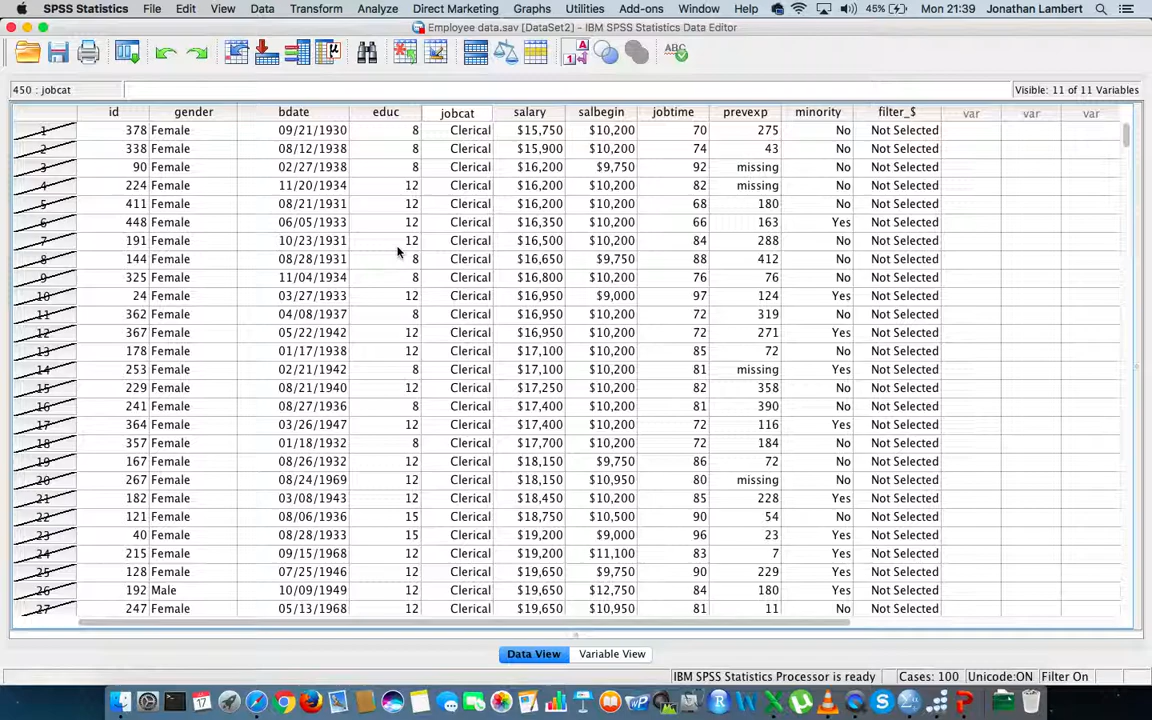 SPSS Statistics File Edit View Data Transform Analyze Direct Marketing Graphs Utilities Add-ons Window Help 45% Mon 21:39 Jonathan Lambert
Employee data.sav [DataSet2] - IBM SPSS Statistics Data Editor
450 : jobcat Visible: 11 of 11 Variables
id gender bdate educ jobcat salary salbegin jobtime prevexp minority filter_$ var var var
1 378 Female 09/21/1930 8 Clerical $15,750 $10,200 70 275 No Not Selected
2 338 Female 08/12/1938 8 Clerical $15,900 $10,200 74 43 No Not Selected
3 90 Female 02/27/1938 8 Clerical $16,200 $9,750 92 missing No Not Selected
4 224 Female 11/20/1934 12 Clerical $16,200 $10,200 82 missing No Not Selected
5 411 Female 08/21/1931 12 Clerical $16,200 $10,200 68 180 No Not Selected
6 448 Female 06/05/1933 12 Clerical $16,350 $10,200 66 163 Yes Not Selected
7 191 Female 10/23/1931 12 Clerical $16,500 $10,200 84 288 No Not Selected
8 144 Female 08/28/1931 8 Clerical $16,650 $9,750 88 412 No Not Selected
9 325 Female 11/04/1934 8 Clerical $16,800 $10,200 76 76 No Not Selected
10 24 Female 03/27/1933 12 Clerical $16,950 $9,000 97 124 Yes Not Selected
11 362 Female 04/08/1937 8 Clerical $16,950 $10,200 72 319 No Not Selected
12 367 Female 05/22/1942 12 Clerical $16,950 $10,200 72 271 Yes Not Selected
13 178 Female 01/17/1938 12 Clerical $17,100 $10,200 85 72 No Not Selected
14 253 Female 02/21/1942 8 Clerical $17,100 $10,200 81 missing Yes Not Selected
15 229 Female 08/21/1940 12 Clerical $17,250 $10,200 82 358 No Not Selected
16 241 Female 08/27/1936 8 Clerical $17,400 $10,200 81 390 No Not Selected
17 364 Female 03/26/1947 12 Clerical $17,400 $10,200 72 116 Yes Not Selected
18 357 Female 01/18/1932 8 Clerical $17,700 $10,200 72 184 No Not Selected
19 167 Female 08/26/1932 12 Clerical $18,150 $9,750 86 72 No Not Selected
20 267 Female 08/24/1969 12 Clerical $18,150 $10,950 80 missing No Not Selected
21 182 Female 03/08/1943 12 Clerical $18,450 $10,200 85 228 Yes Not Selected
22 121 Female 08/06/1936 15 Clerical $18,750 $10,500 90 54 No Not Selected
23 40 Female 08/28/1933 15 Clerical $19,200 $9,000 96 23 Yes Not Selected
24 215 Female 09/15/1968 12 Clerical $19,200 $11,100 83 7 Yes Not Selected
25 128 Female 07/25/1946 12 Clerical $19,650 $9,750 90 229 Yes Not Selected
26 192 Male 10/09/1949 12 Clerical $19,650 $12,750 84 180 Yes Not Selected
27 247 Female 05/13/1968 12 Clerical $19,650 $10,950 81 11 No Not Selected
Data View Variable View
IBM SPSS Statistics Processor is ready Cases: 100 Unicode:ON Filter On